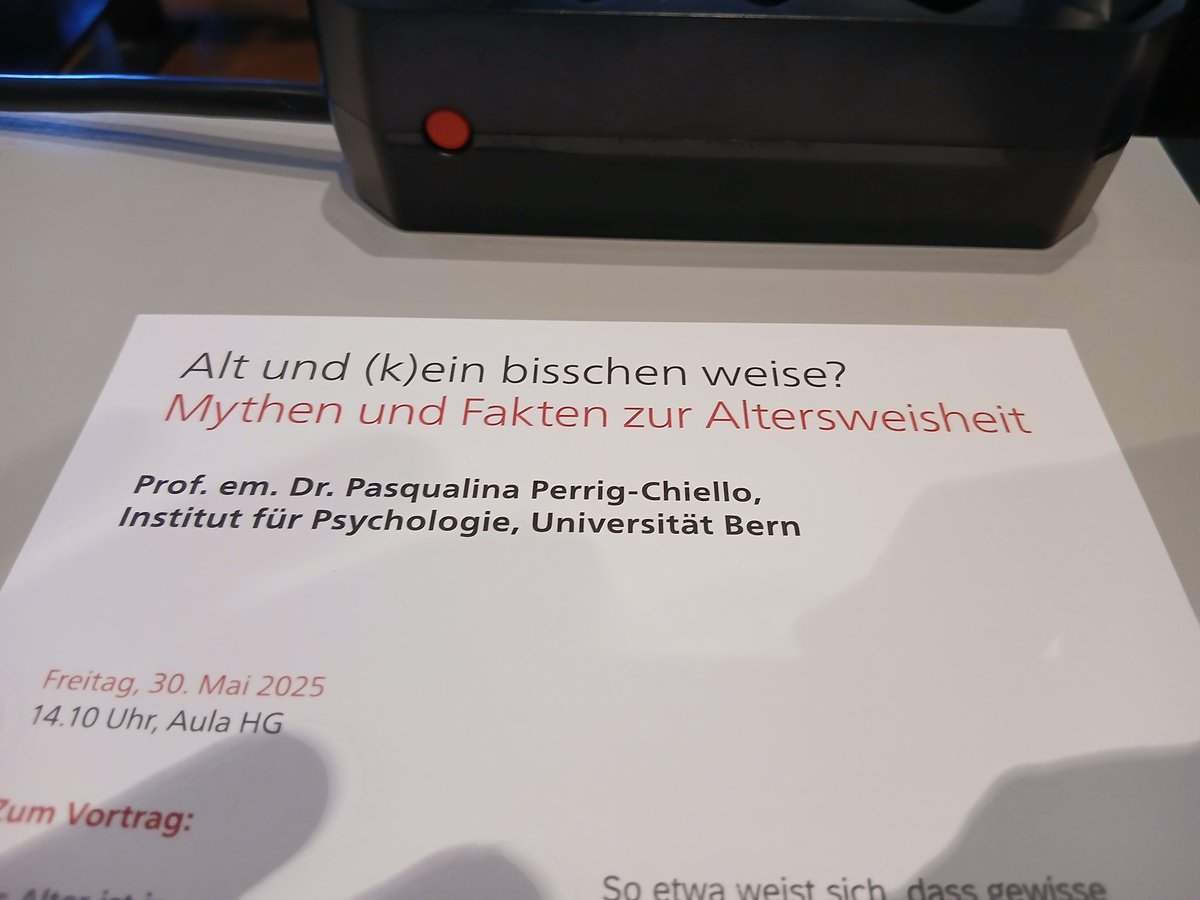 Alt und (k)ein bisschen weise?
Mythen und Fakten zur Altersweisheit
Prof. em. Dr. Pasqualina Perrig-Chiello,
Institut für Psychologie, Universität Bern
Freitag, 30. Mai 2025
14.10 Uhr, Aula HG
Zum Vortrag:
Alter ist
So etwa weist sich, dass gewisse